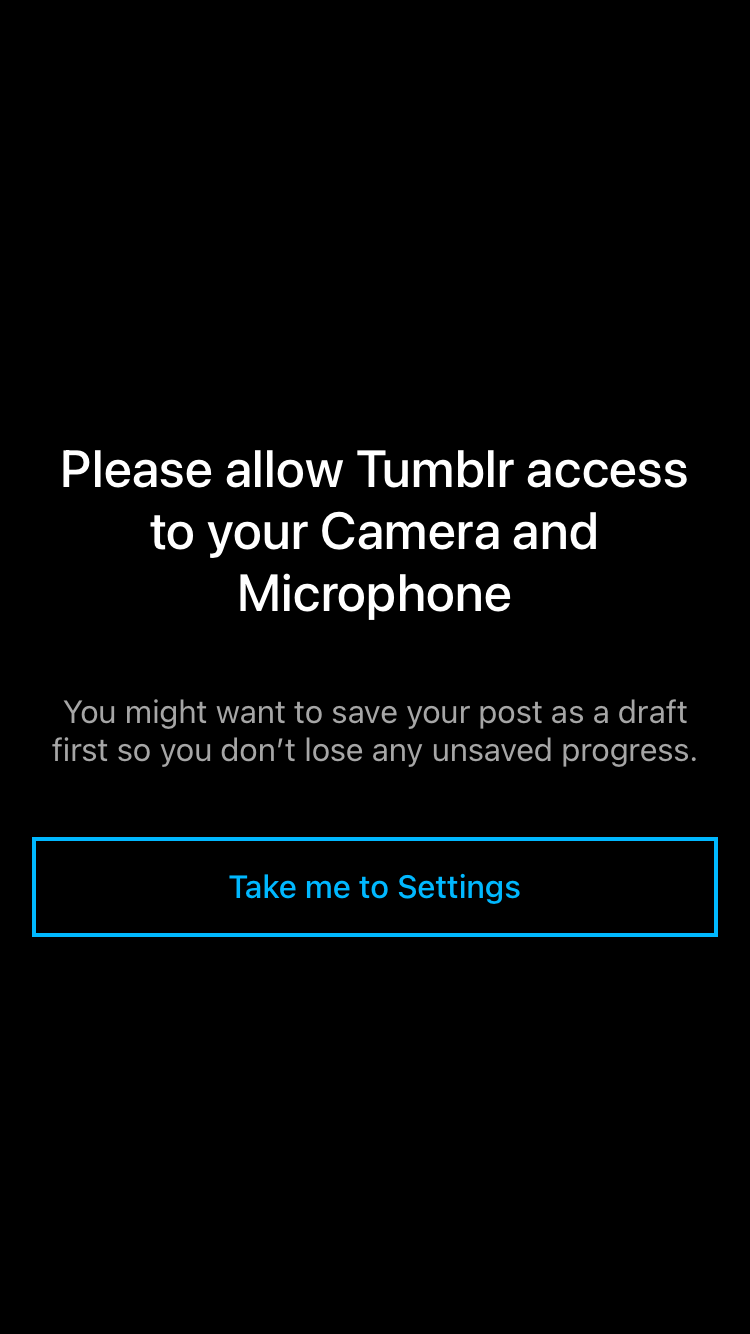 Please allow Tumblr access
to your Camera and
Microphone
You might want to save your post as a draft
first so you don’t lose any unsaved progress.
Take me to Settings